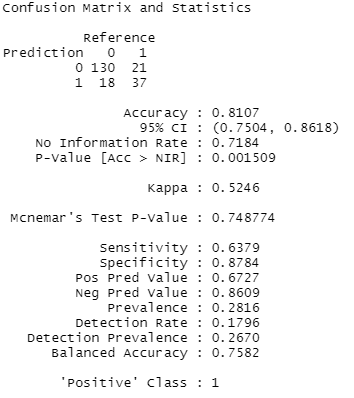 Confusion Matrix and Statistics
Reference
Prediction 0 1
0 130 21
1 18 37
Accuracy : 0.8107
95% CI : (0.7504, 0.8618)
No Information Rate : 0.7184
P-Value [Acc > NIR] : 0.001509
Kappa : 0.5246
Mcnemar's Test P-Value : 0.748774
Sensitivity : 0.6379
Specificity : 0.8784
Pos Pred Value : 0.6727
Neg Pred Value : 0.8609
Prevalence : 0.2816
Detection Rate : 0.1796
Detection Prevalence : 0.2670
Balanced Accuracy : 0.7582
'Positive' Class : 1